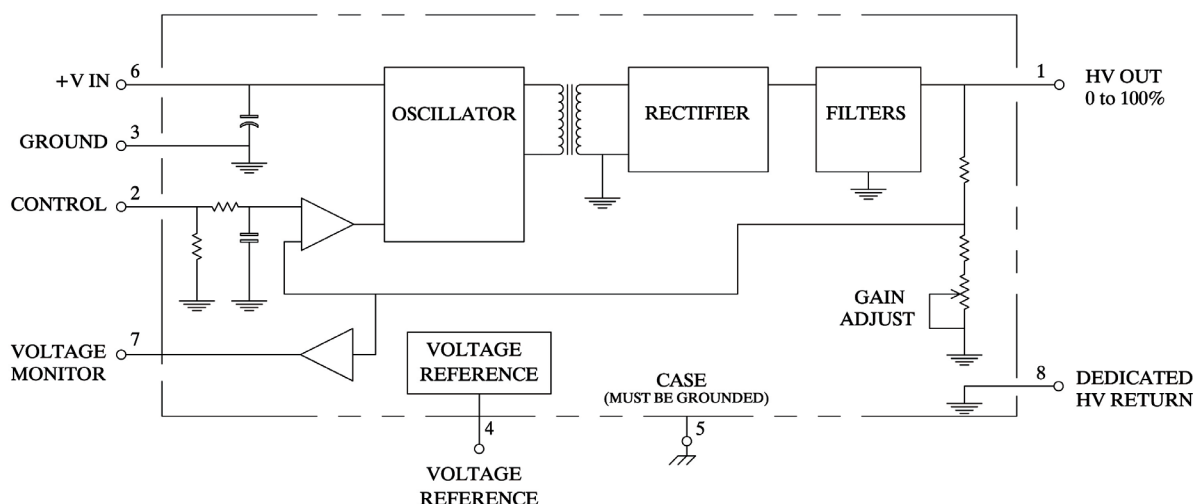 +V IN
6
GROUND
3
CONTROL
2
OSCILLATOR
RECTIFIER
FILTERS
1
HV OUT
0 to 100%
GAIN
ADJUST
VOLTAGE
MONITOR
7
VOLTAGE
REFERENCE
CASE
(MUST BE GROUNDED)
8
DEDICATED
HV RETURN
4
5
VOLTAGE
REFERENCE